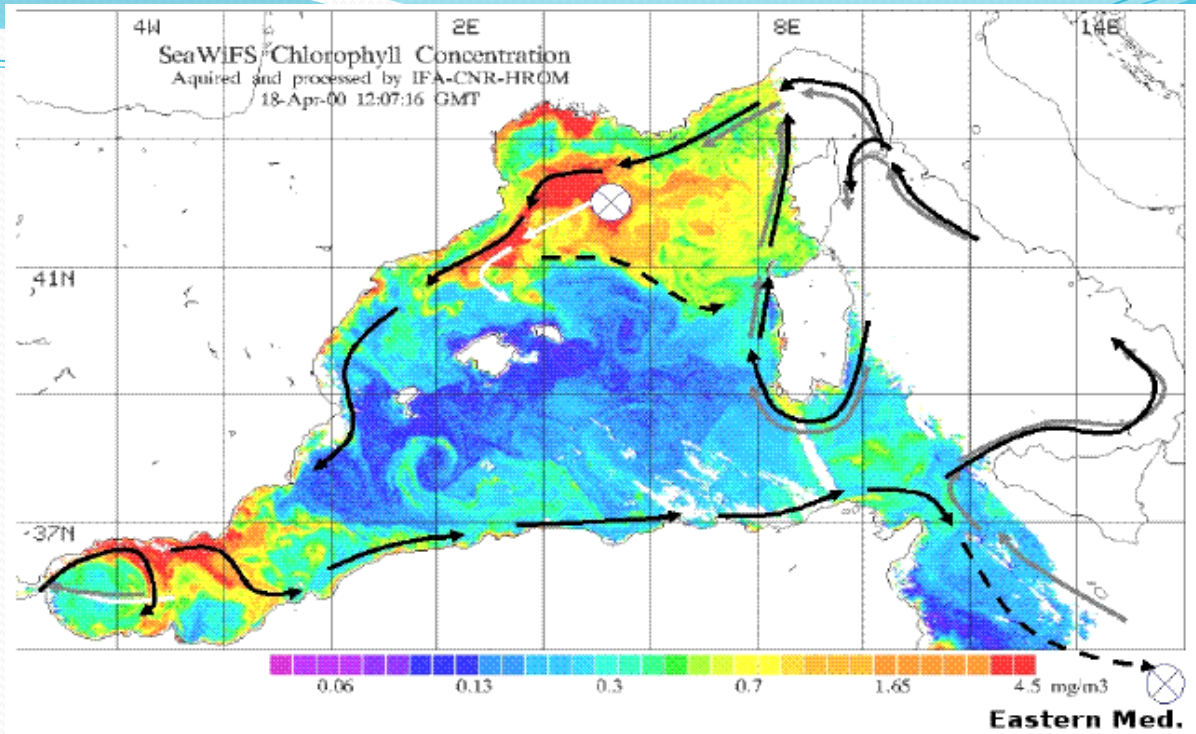 4W 2E 8E 14E
SeaWiFS Chlorophyll Concentration
Aquired and processed by IFA-CNR-HROM
18-Apr-00 12:07:16 GMT
41N
37N
0.06 0.13 0.3 0.7 1.65 4.5 mg/m3
Eastern Med.